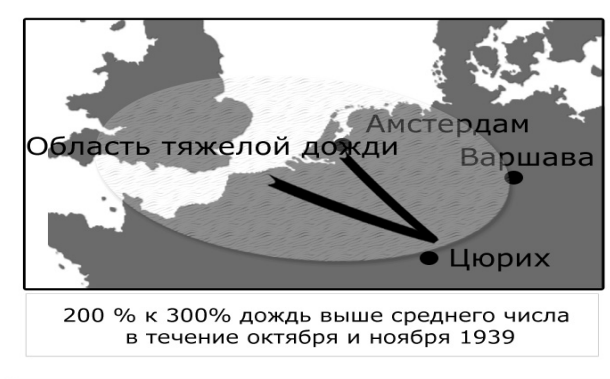 Амстердам
Область тяжелой дожди
Варшава
Цюрих
200 % к 300% дождь выше среднего числа
в течение октября и ноября 1939